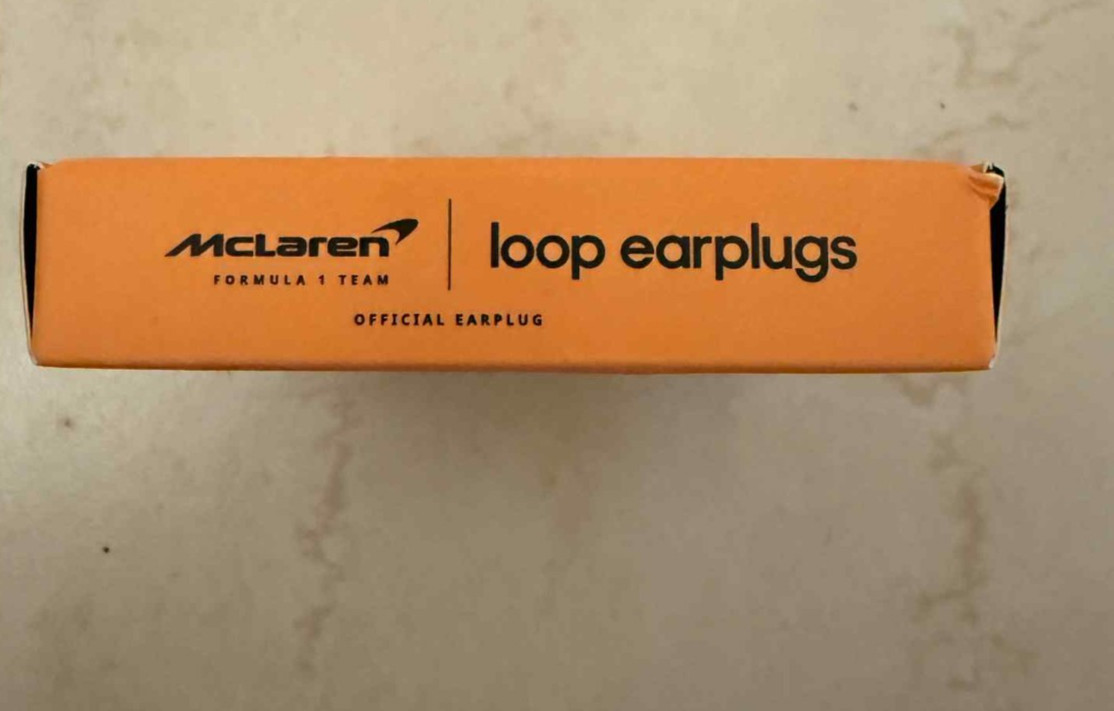 McLaren
FORMULA 1 TEAM
loop earplugs
OFFICIAL EARPLUG